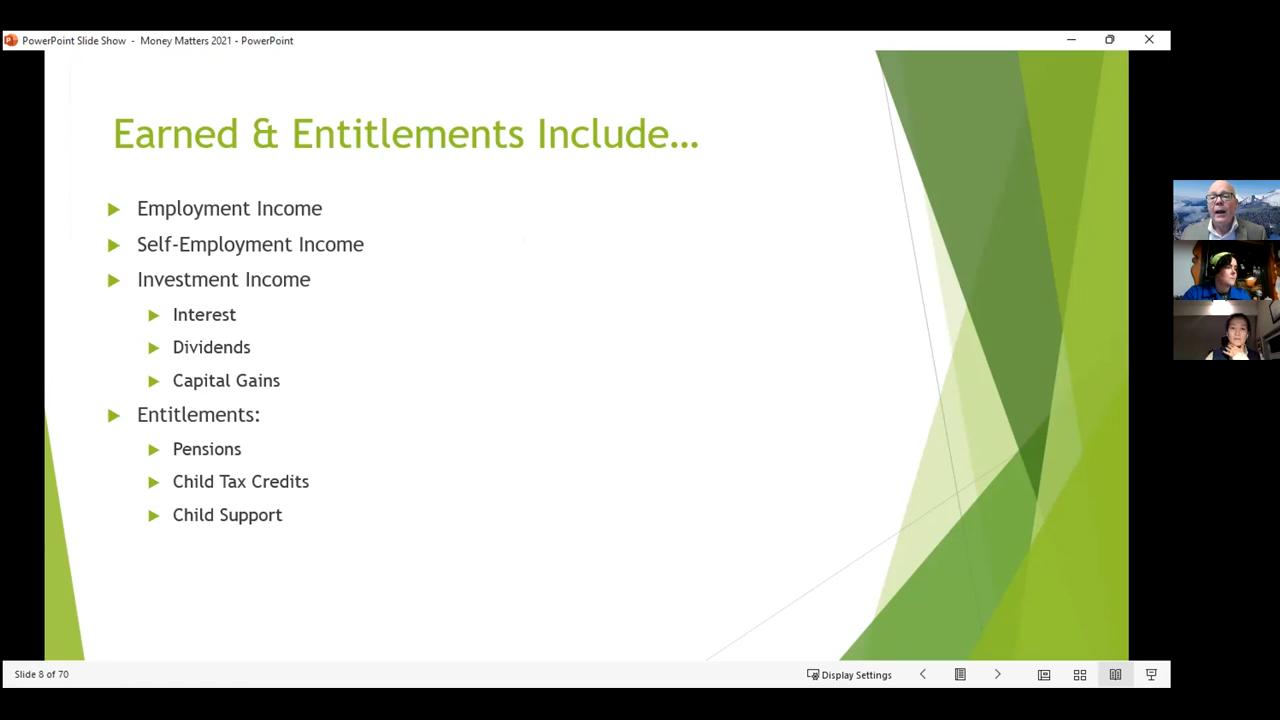 PowerPoint Slide Show - Money Matters 2021 - PowerPoint
Earned & Entitlements Include...
Employment Income
Self-Employment Income
Investment Income
Interest
Dividends
Capital Gains
Entitlements:
Pensions
Child Tax Credits
Child Support
Slide 8 of 70
Display Settings